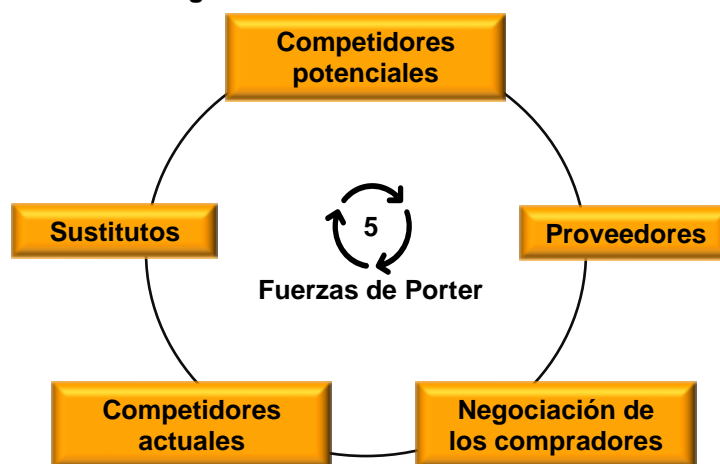 Competidores
potenciales
Sustitutos
5
Proveedores
Fuerzas de Porter
Competidores
actuales
Negociación de
los compradores